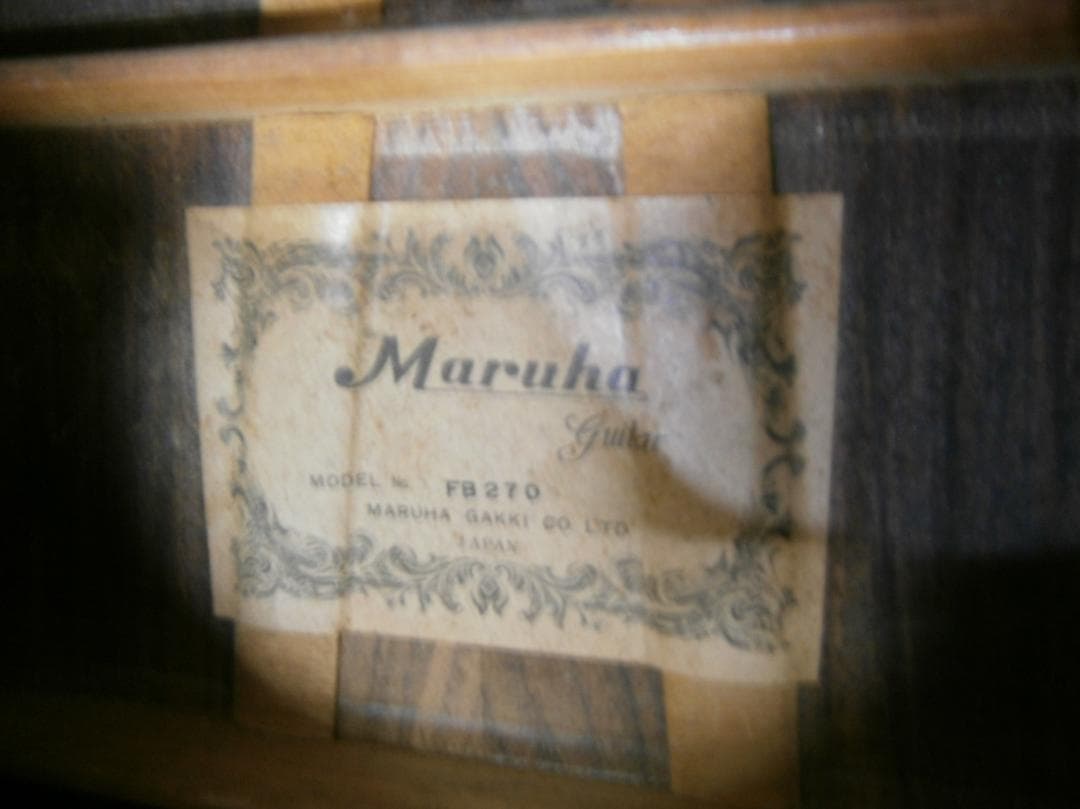 Maruha
Guitar
MODEL No. FB270
MARUHA GAKKI CO LTD
JAPAN